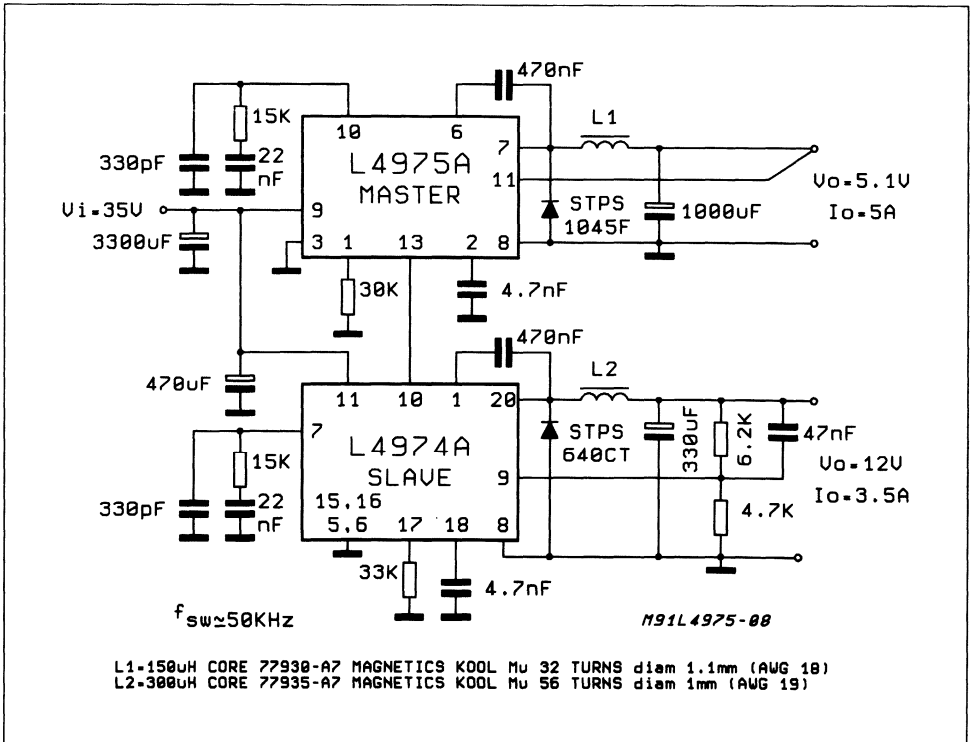 470nF
15K
10
6
L1
L4975A
MASTER
7
330pF
22
nF
11
Vo=5.1V
Vi=35V
9
STPS
1045F
1000uF
Io=5A
3300uF
3
1
13
2
8
30K
4.7nF
470nF
L2
470uF
11
10
1
20
7
L4974A
SLAVE
STPS
640CT
330uF
6.2K
47nF
15K
9
Vo=12V
Io=3.5A
330pF
22
nF
15,16
5,6
17
18
8
4.7K
33K
4.7nF
fsw≃50KHz
M91L4975-08
L1=150uH CORE 77930-A7 MAGNETICS KOOL Mu 32 TURNS diam 1.1mm (AWG 18)
L2=300uH CORE 77935-A7 MAGNETICS KOOL Mu 56 TURNS diam 1mm (AWG 19)